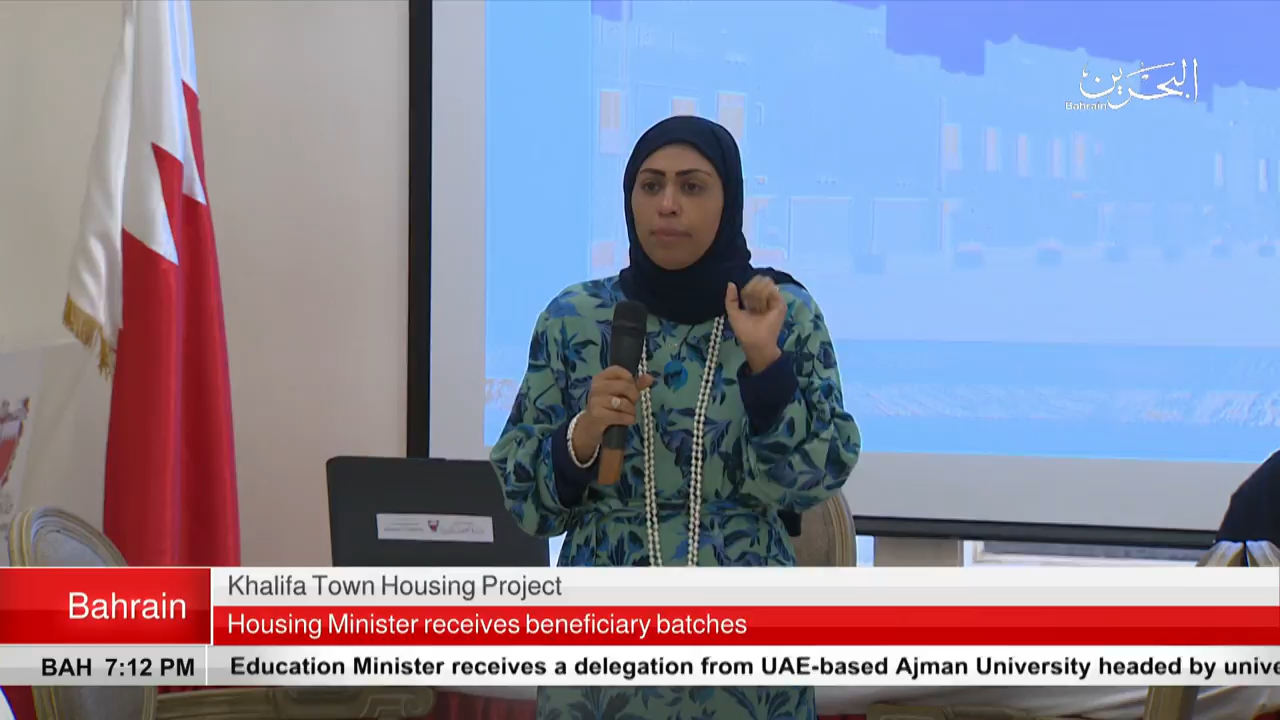 البحرين
Bahrain
Bahrain
Khalifa Town Housing Project
Housing Minister receives beneficiary batches
BAH 7:12 PM
Education Minister receives a delegation from UAE-based Ajman University headed by unive